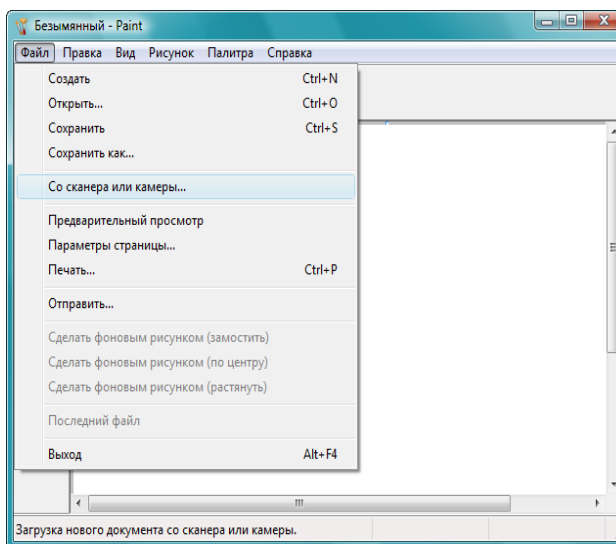 Безымянный - Paint
Файл Правка Вид Рисунок Палитра Справка
Создать Ctrl+N
Открыть... Ctrl+O
Сохранить Ctrl+S
Сохранить как...
Со сканера или камеры...
Предварительный просмотр
Параметры страницы...
Печать... Ctrl+P
Отправить...
Сделать фоновым рисунком (замостить)
Сделать фоновым рисунком (по центру)
Сделать фоновым рисунком (растянуть)
Последний файл
Выход Alt+F4
Загрузка нового документа со сканера или камеры.